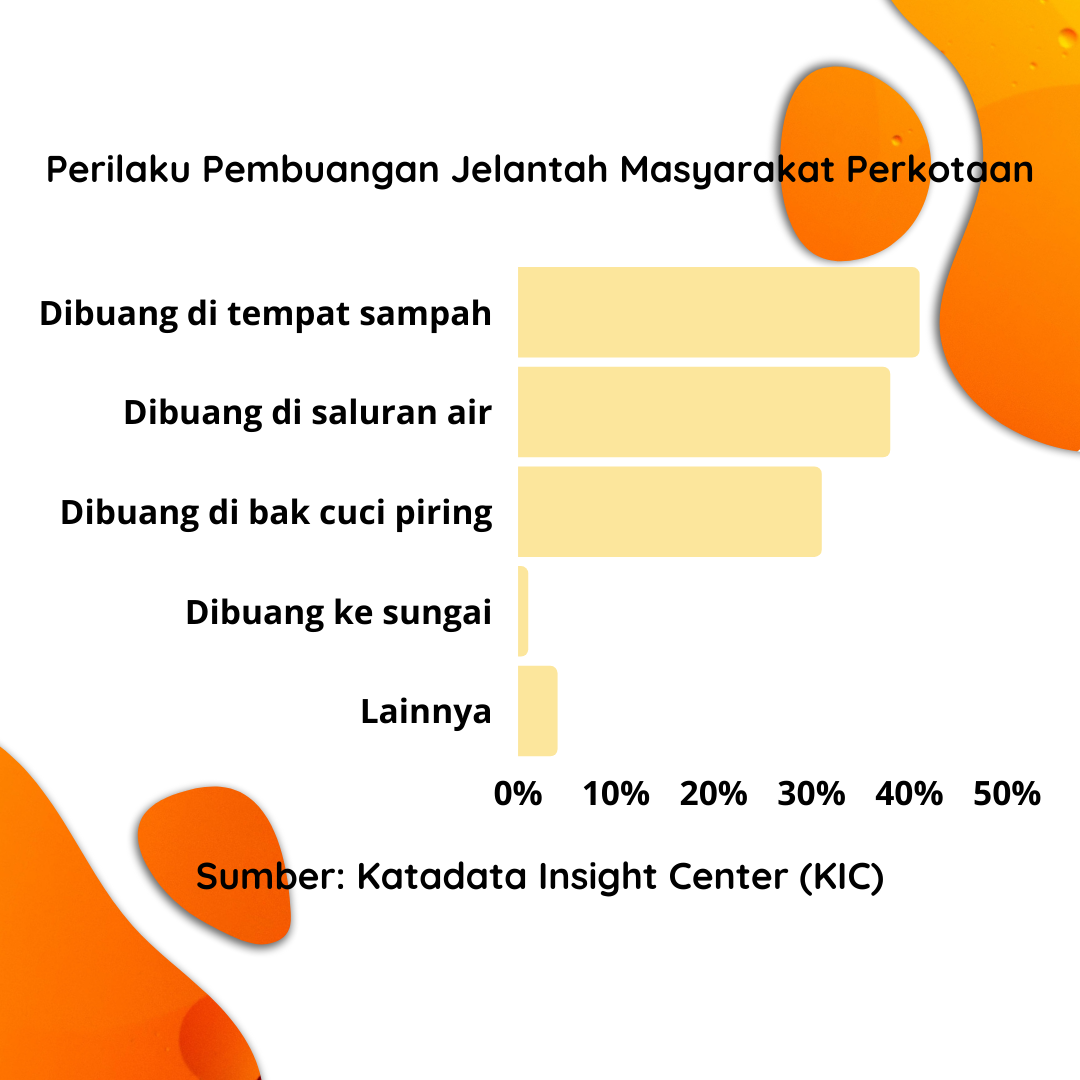 Perilaku Pembuangan Jelantah Masyarakat Perkotaan
Dibuang di tempat sampah
Dibuang di saluran air
Dibuang di bak cuci piring
Dibuang ke sungai
Lainnya
0% 10% 20% 30% 40% 50%
Sumber: Katadata Insight Center (KIC)